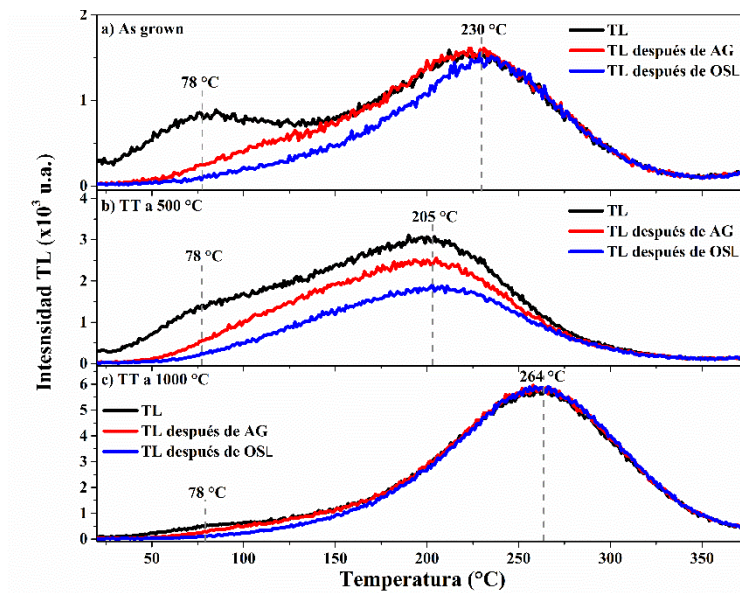 a) As grown
230 °C
TL
TL después de AG
TL después de OSL
78 °C
2
1
0
b) TT a 500 °C
205 °C
TL
TL después de AG
TL después de OSL
78 °C
3
2
1
0
Intesnsidad TL (x10³ u.a.)
c) TT a 1000 °C
264 °C
TL
TL después de AG
TL después de OSL
78 °C
6
5
4
3
2
1
0
50 100 150 200 250 300 350
Temperatura (°C)